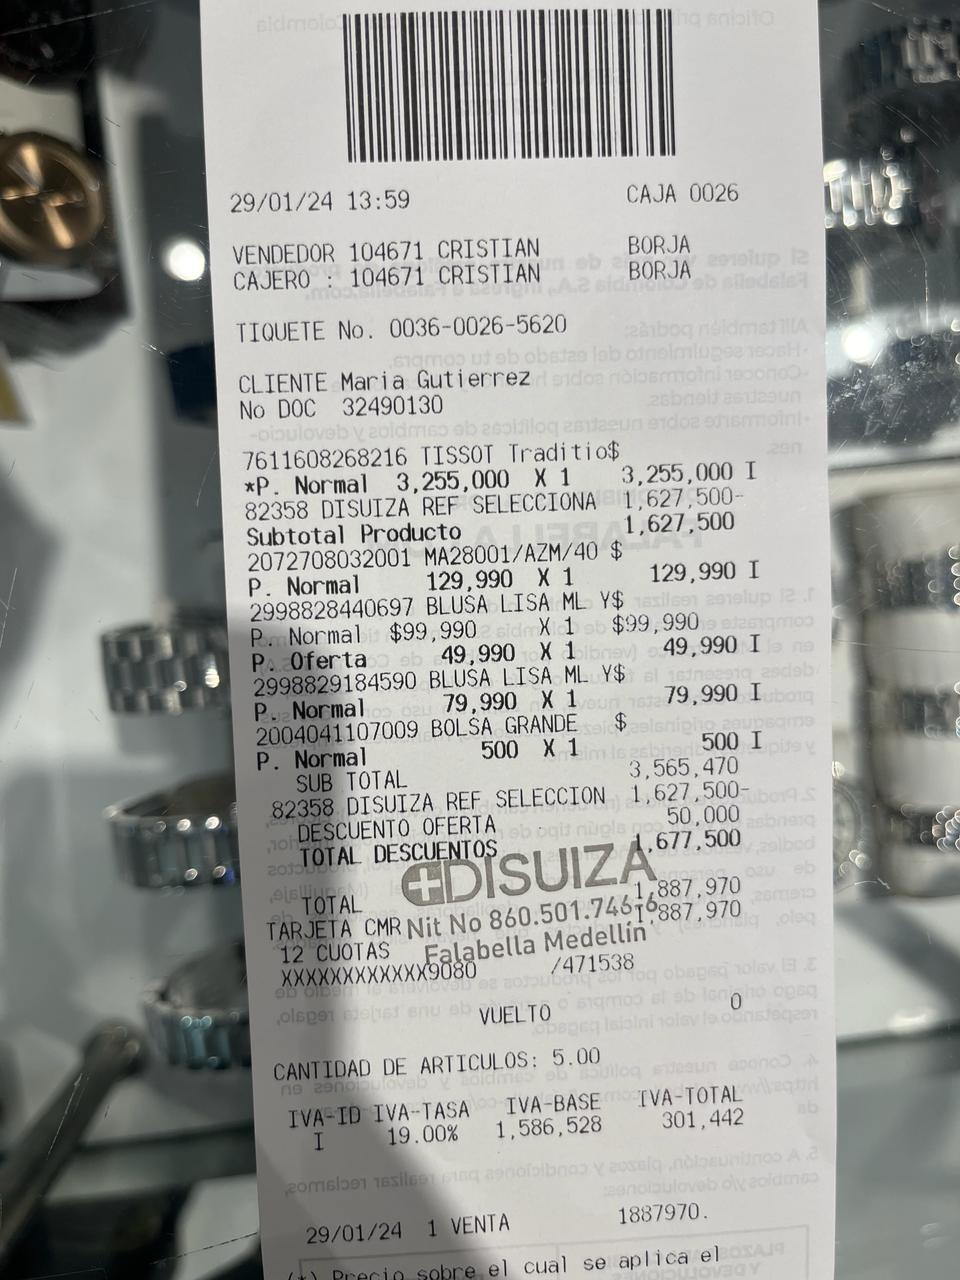 29/01/24 13:59 CAJA 0026
VENDEDOR 104671 CRISTIAN BORJA
CAJERO : 104671 CRISTIAN BORJA
TIQUETE No. 0036-0026-5620
CLIENTE Maria Gutierrez
No DOC 32490130
7611608268216 TISSOT Traditio$
*P. Normal 3,255,000 X 1 3,255,000 I
82358 DISUIZA REF SELECCIONA 1,627,500-
Subtotal Producto 1,627,500
2072708032001 MA28001/AZM/40 $
P. Normal 129,990 X 1 129,990 I
2998828440697 BLUSA LISA ML Y$
P. Normal $99,990 X 1 $99,990
P. Oferta 49,990 X 1 49,990 I
2998829184590 BLUSA LISA ML Y$
P. Normal 79,990 X 1 79,990 I
2004041107009 BOLSA GRANDE $
P. Normal 500 X 1 500 I
SUB TOTAL 3,565,470
82358 DISUIZA REF SELECCION 1,627,500-
DESCUENTO OFERTA 50,000
TOTAL DESCUENTOS 1,677,500
DISUIZA
TOTAL 1,887,970
Nit No 860.501.746-6
TARJETA CMR 1,887,970
Falabella Medellín
12 CUOTAS
XXXXXXXXXXXX9080 /471538
VUELTO 0
CANTIDAD DE ARTICULOS: 5.00
IVA-ID IVA-TASA IVA-BASE IVA-TOTAL
I 19.00% 1,586,528 301,442
29/01/24 1 VENTA 1887970.
(*) Precio sobre el cual se aplica el